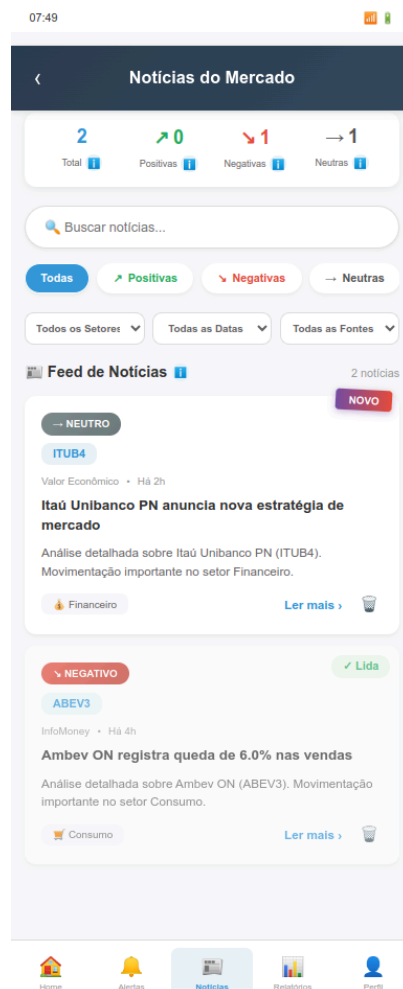 07:49
‹ Notícias do Mercado
2 ↗ 0 ↘ 1 → 1
Total ℹ Positivas ℹ Negativas ℹ Neutras ℹ
Buscar notícias...
Todas ↗ Positivas ↘ Negativas → Neutras
Todos os Setores Todas as Datas Todas as Fontes
Feed de Notícias ℹ 2 notícias
NOVO
→ NEUTRO
ITUB4
Valor Econômico • Há 2h
Itaú Unibanco PN anuncia nova estratégia de
mercado
Análise detalhada sobre Itaú Unibanco PN (ITUB4).
Movimentação importante no setor Financeiro.
Financeiro Ler mais ›
✓ Lida
↘ NEGATIVO
ABEV3
InfoMoney • Há 4h
Ambev ON registra queda de 6.0% nas vendas
Análise detalhada sobre Ambev ON (ABEV3). Movimentação
importante no setor Consumo.
Consumo Ler mais ›
Home Alertas Notícias Relatórios Perfil